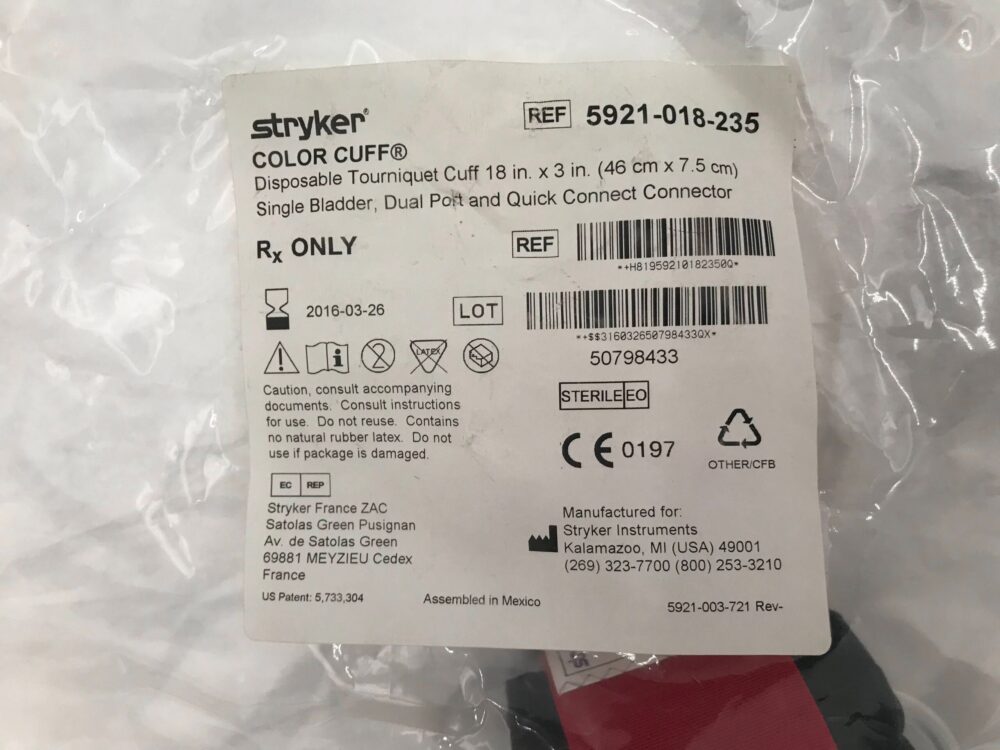 stryker®
REF 5921-018-235
COLOR CUFF®
Disposable Tourniquet Cuff 18 in. x 3 in. (46 cm x 7.5 cm)
Single Bladder, Dual Port and Quick Connect Connector
Rx ONLY
REF
*+H81959210182350Q*
2016-03-26
LOT
*+$$3160326507984330X*
50798433
LATEX
Caution, consult accompanying
documents. Consult instructions
for use. Do not reuse. Contains
no natural rubber latex. Do not
use if package is damaged.
STERILE EO
CE 0197
OTHER/CFB
EC REP
Stryker France ZAC
Satolas Green Pusignan
Av. de Satolas Green
69881 MEYZIEU Cedex
France
Manufactured for:
Stryker Instruments
Kalamazoo, MI (USA) 49001
(269) 323-7700 (800) 253-3210
US Patent: 5,733,304
Assembled in Mexico
5921-003-721 Rev-